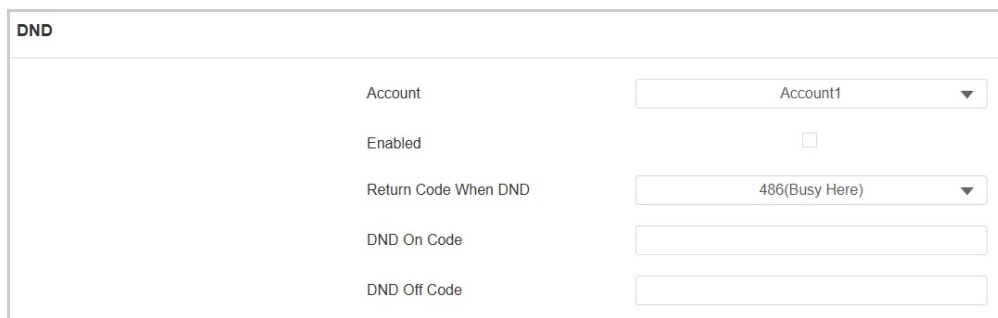 DND
Account Account1
Enabled
Return Code When DND 486(Busy Here)
DND On Code
DND Off Code